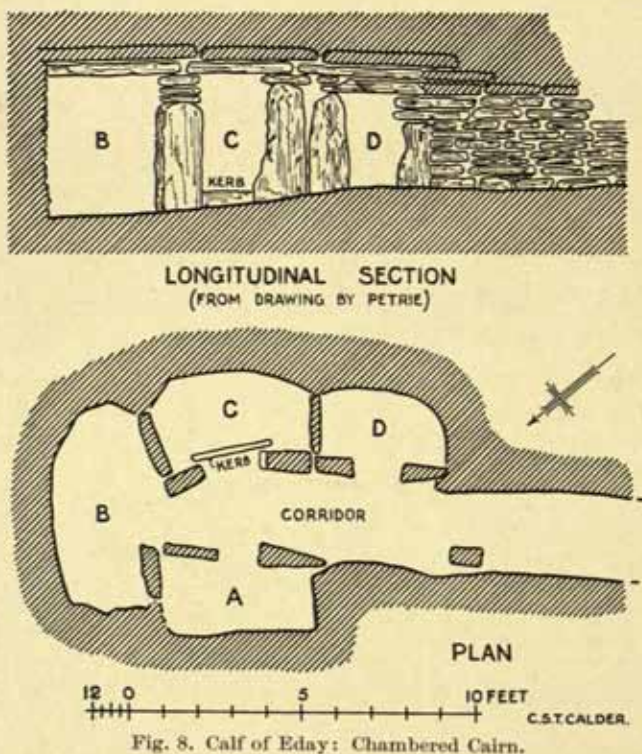 B C D
KERB
LONGITUDINAL SECTION
(FROM DRAWING BY PETRIE)
C
D
KERB
B
CORRIDOR
A
PLAN
12 0 5 10 FEET
C.S.T. CALDER.
Fig. 8. Calf of Eday: Chambered Cairn.